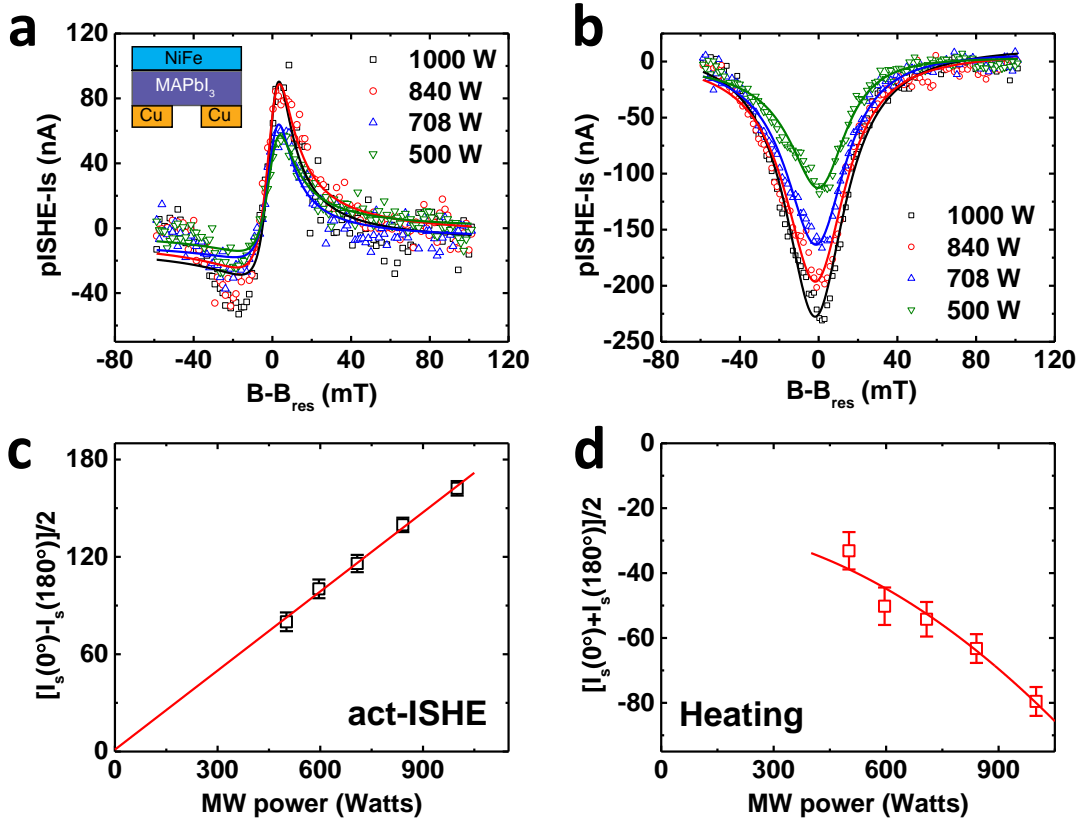 a
120
80
40
0
-40
pISHE-Is (nA)
NiFe
MAPbI3
Cu Cu
1000 W
840 W
708 W
500 W
-80 -40 0 40 80 120
B-Bres (mT)
b
0
-50
-100
-150
-200
-250
pISHE-Is (nA)
1000 W
840 W
708 W
500 W
-80 -40 0 40 80 120
B-Bres (mT)
c
180
120
60
0
[Is(0°)-Is(180°)]/2
act-ISHE
0 300 600 900
MW power (Watts)
d
0
-20
-40
-60
-80
[Is(0°)+Is(180°)]/2
Heating
0 300 600 900
MW power (Watts)